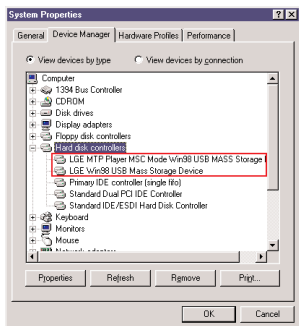 System Properties
General Device Manager Hardware Profiles Performance
View devices by type View devices by connection
Computer
1394 Bus Controller
CDROM
Disk drives
Display adapters
Floppy disk controllers
Hard disk controllers
LGE MTP Player MSC Mode Win98 USB MASS Storage
LGE Win98 USB Mass Storage Device
Primary IDE controller (single fifo)
Standard Dual PCI IDE Controller
Standard IDE/ESDI Hard Disk Controller
Keyboard
Monitors
Mouse
Network adapters
Properties Refresh Remove Print...
OK Cancel